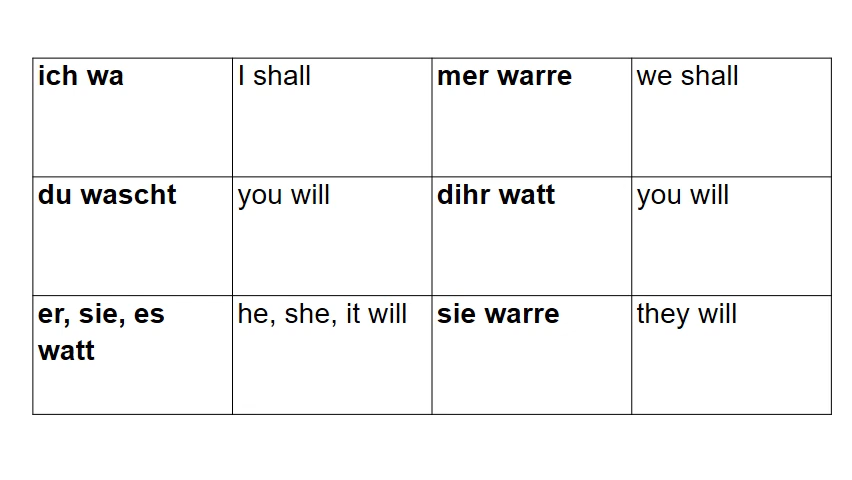 ich wa I shall mer warre we shall
du wascht you will dihr watt you will
er, sie, es he, she, it will sie warre they will
watt